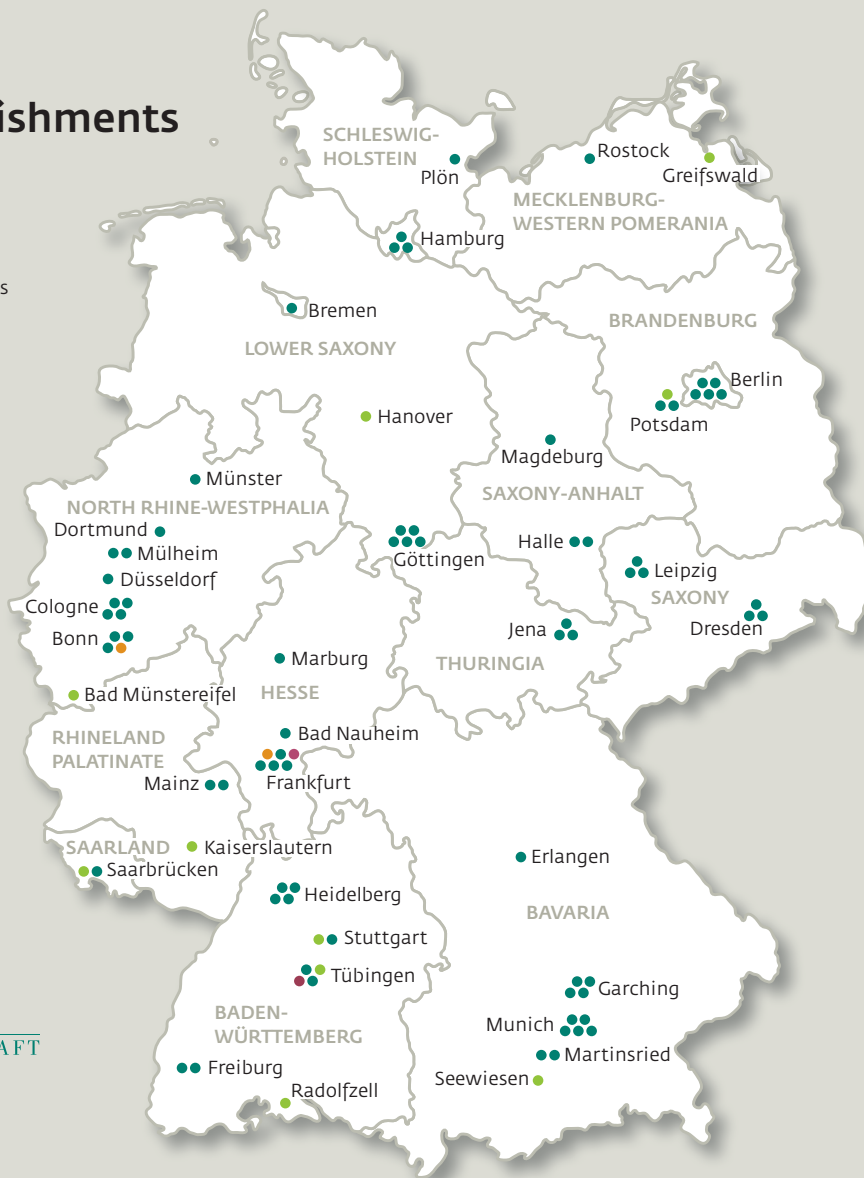 ishments
SCHLESWIG-
HOLSTEIN
Plön
Rostock
Greifswald
MECKLENBURG-
WESTERN POMERANIA
Hamburg
s
Bremen
LOWER SAXONY
BRANDENBURG
Berlin
Potsdam
Hanover
Magdeburg
SAXONY-ANHALT
Münster
NORTH RHINE-WESTPHALIA
Dortmund
Mülheim
Düsseldorf
Cologne
Bonn
Göttingen
Halle
Leipzig
SAXONY
Dresden
Jena
THURINGIA
Marburg
HESSE
Bad Münstereifel
RHINELAND
PALATINATE
Bad Nauheim
Frankfurt
Mainz
SAARLAND
Kaiserslautern
Saarbrücken
Erlangen
BAVARIA
Heidelberg
Stuttgart
Tübingen
BADEN-
WÜRTTEMBERG
Garching
Munich
Martinsried
Seewiesen
AFT
Freiburg
Radolfzell